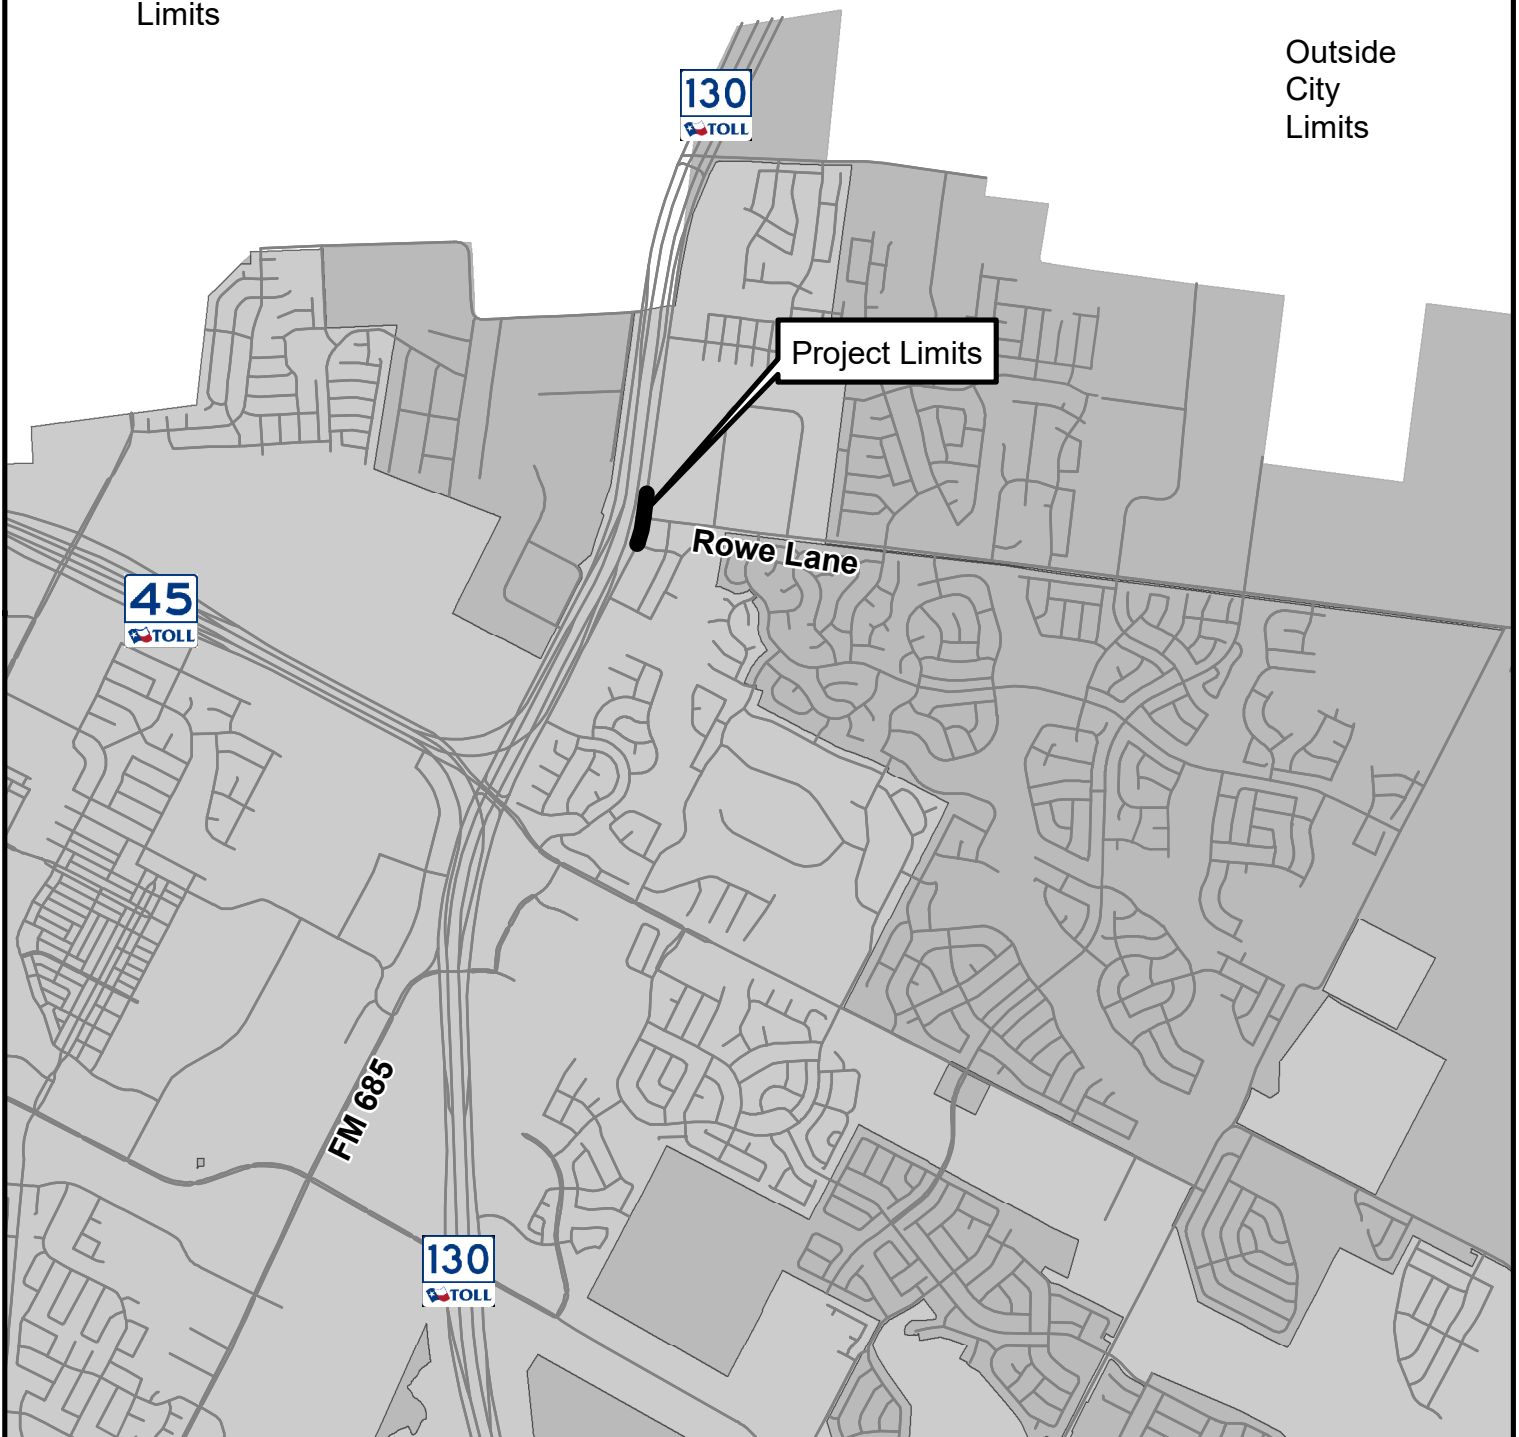 Limits
Outside
City
Limits
130
TOLL
Project Limits
Rowe Lane
45
TOLL
FM 685
130
TOLL